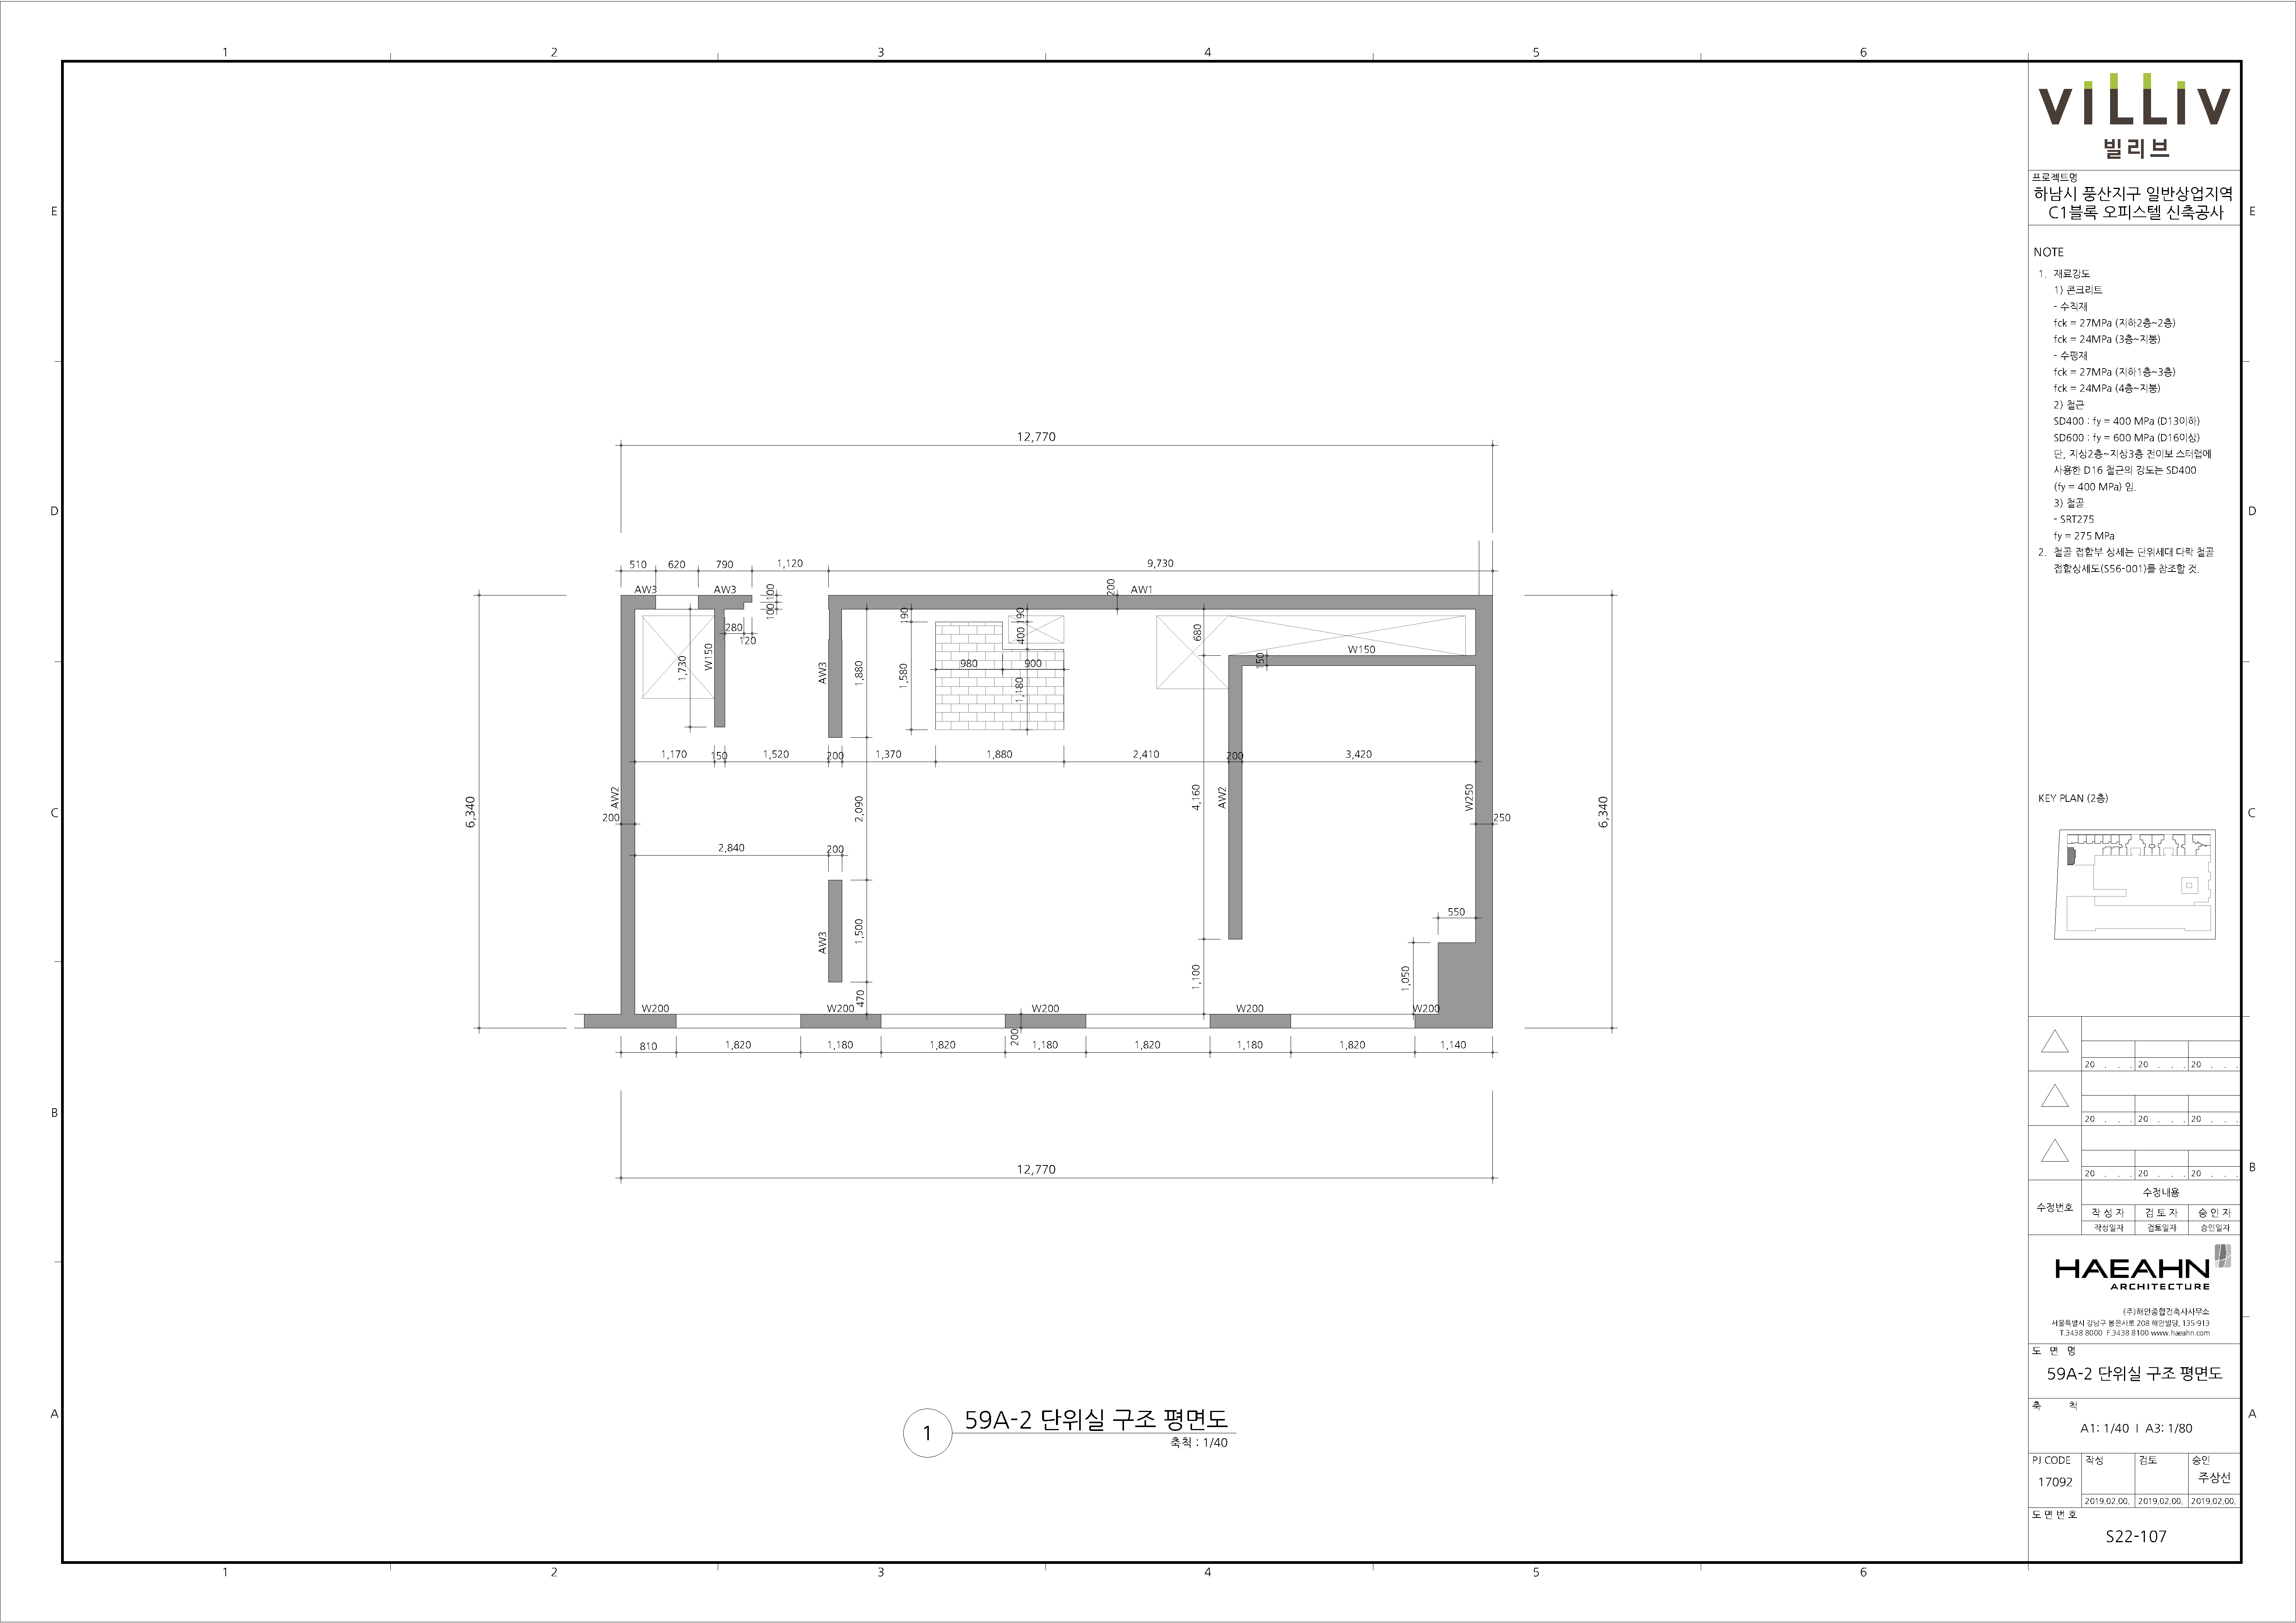 1 2 3 4 5 6
E
D
C
B
A
12,770
510 620 790 1,120 9,730
AW3 AW3 100 200 AW1
100
190 190
280
120
400
680
W150
1,730
W150
AW3
1,880
1,580
980 900
1,180
150
1,170 150 1,520 200 1,370 1,880 2,410 200 3,420
6,340
AW2
200
2,090
4,160
AW2
W250
250
6,340
2,840 200
550
AW3
1,500
1,100
1,050
470
W200 W200 W200 W200 W200
200
810 1,820 1,180 1,820 1,180 1,820 1,180 1,820 1,140
12,770
1
59A-2 단위실 구조 평면도
축척 : 1/40
1 2 3 4 5 6
E
D
C
B
A
VILLIV
빌리브
프로젝트명
하남시 풍산지구 일반상업지역
C1블록 오피스텔 신축공사
NOTE
1. 재료강도
1) 콘크리트
- 수직재
fck = 27MPa (지하2층~2층)
fck = 24MPa (3층~지붕)
- 수평재
fck = 27MPa (지하1층~3층)
fck = 24MPa (4층~지붕)
2) 철근
SD400 : fy = 400 MPa (D13이하)
SD600 : fy = 600 MPa (D16이상)
단, 지상2층~지상3층 전이보 스터럽에
사용한 D16 철근의 강도는 SD400
(fy = 400 MPa) 임.
3) 철골
- SRT275
fy = 275 MPa
2. 철골 접합부 상세는 단위세대 다락 철골
접합상세도(S56-001)를 참조할 것.
KEY PLAN (2층)
20 . . . 20 . . . 20 . . .
20 . . . 20 . . . 20 . . .
20 . . . 20 . . . 20 . . .
수정번호
수정내용
작 성 자 검 토 자 승 인 자
작성일자 검토일자 승인일자
HAEAHN
ARCHITECTURE
(주)해안종합건축사사무소
서울특별시 강남구 봉은사로 208 해안빌딩, 135-913
T.3438 8000 F.3438 8100 www.haeahn.com
도 면 명
59A-2 단위실 구조 평면도
축 척
A1: 1/40 I A3: 1/80
PJ CODE 작성 검토 승인
17092 주상선
2019.02.00. 2019.02.00. 2019.02.00.
도 면 번 호
S22-107